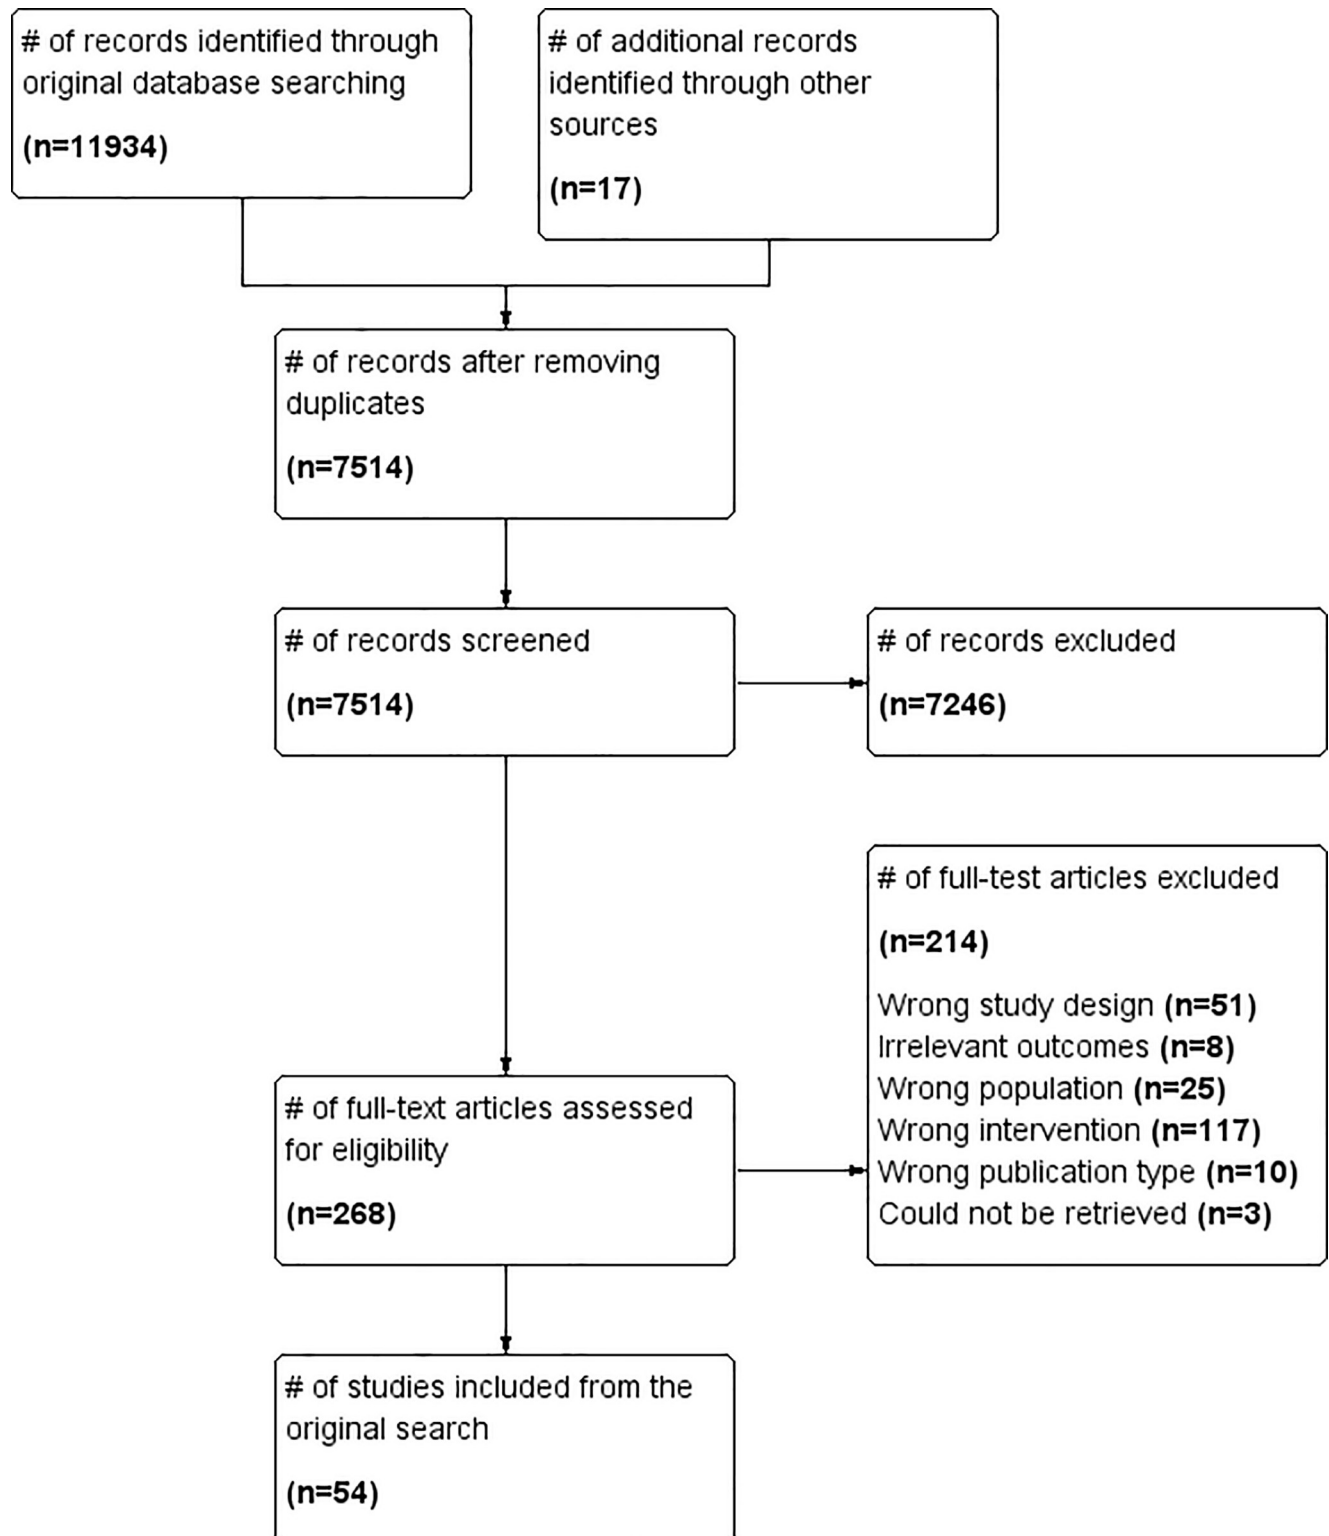 # of records identified through
original database searching
(n=11934)
# of additional records
identified through other
sources
(n=17)
# of records after removing
duplicates
(n=7514)
# of records screened
(n=7514)
# of records excluded
(n=7246)
# of full-test articles excluded
(n=214)
Wrong study design (n=51)
Irrelevant outcomes (n=8)
Wrong population (n=25)
Wrong intervention (n=117)
Wrong publication type (n=10)
Could not be retrieved (n=3)
# of full-text articles assessed
for eligibility
(n=268)
# of studies included from the
original search
(n=54)